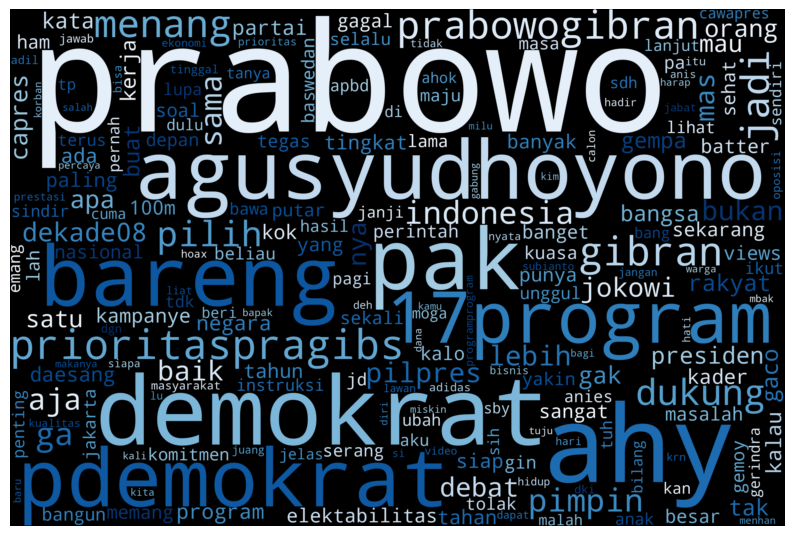 kata menang partai gagal prabowogibran cawapres
ham jawab ekonomi prioritas selalu masa lanjut orang mau
prabowo
adil bisa tidak pa itu
capres korban tp tinggal tanya baswedan apbd ahok sdh anis sehat jadi
kerja salah lupa sama maju hadir harap mas sendiri
terus pernah dulu soal di milu jabat lihat
ada depan tegas tingkat lama banyak calon gempa batter
percaya buat
paling apa agusyudhoyono oposisi
prestasi cuma 100m bawa putar janji indonesia gabung kim bangsa bukan
sindir
dekade08 pilih kok hasil perintah nyata banget kuasa bang sekarang
emang nasional hoax beliau yang nya gibran views ikut
lah bareng pagi pak subianto jangan warga punya rakyat
liat tdk deh kamu unggul jokowi mbak
satu kampanye beri bapak sekali moga 17program
dgn negara dana programprogram hati
prioritaspragibs kalo lebih bisnis bagi presiden
makanya siapa tahun
daesang baik masyarakat instruksi jd pilpres yakin gak kader gaco
aja lu lawan adidas anies dukung
penting kualitas demokrat diri miskin ubah sby sangat masalah
ga jakarta aku sih tuju tuh kalau
kali komitmen juang jelas serang si video siap gin hari ahy bilang krn gemoy gerindra
baru kita pdemokrat debat hidup dki kan
bangun memang program elektabilitas tahan tolak dapat pimpin malah anak besar tak menhan